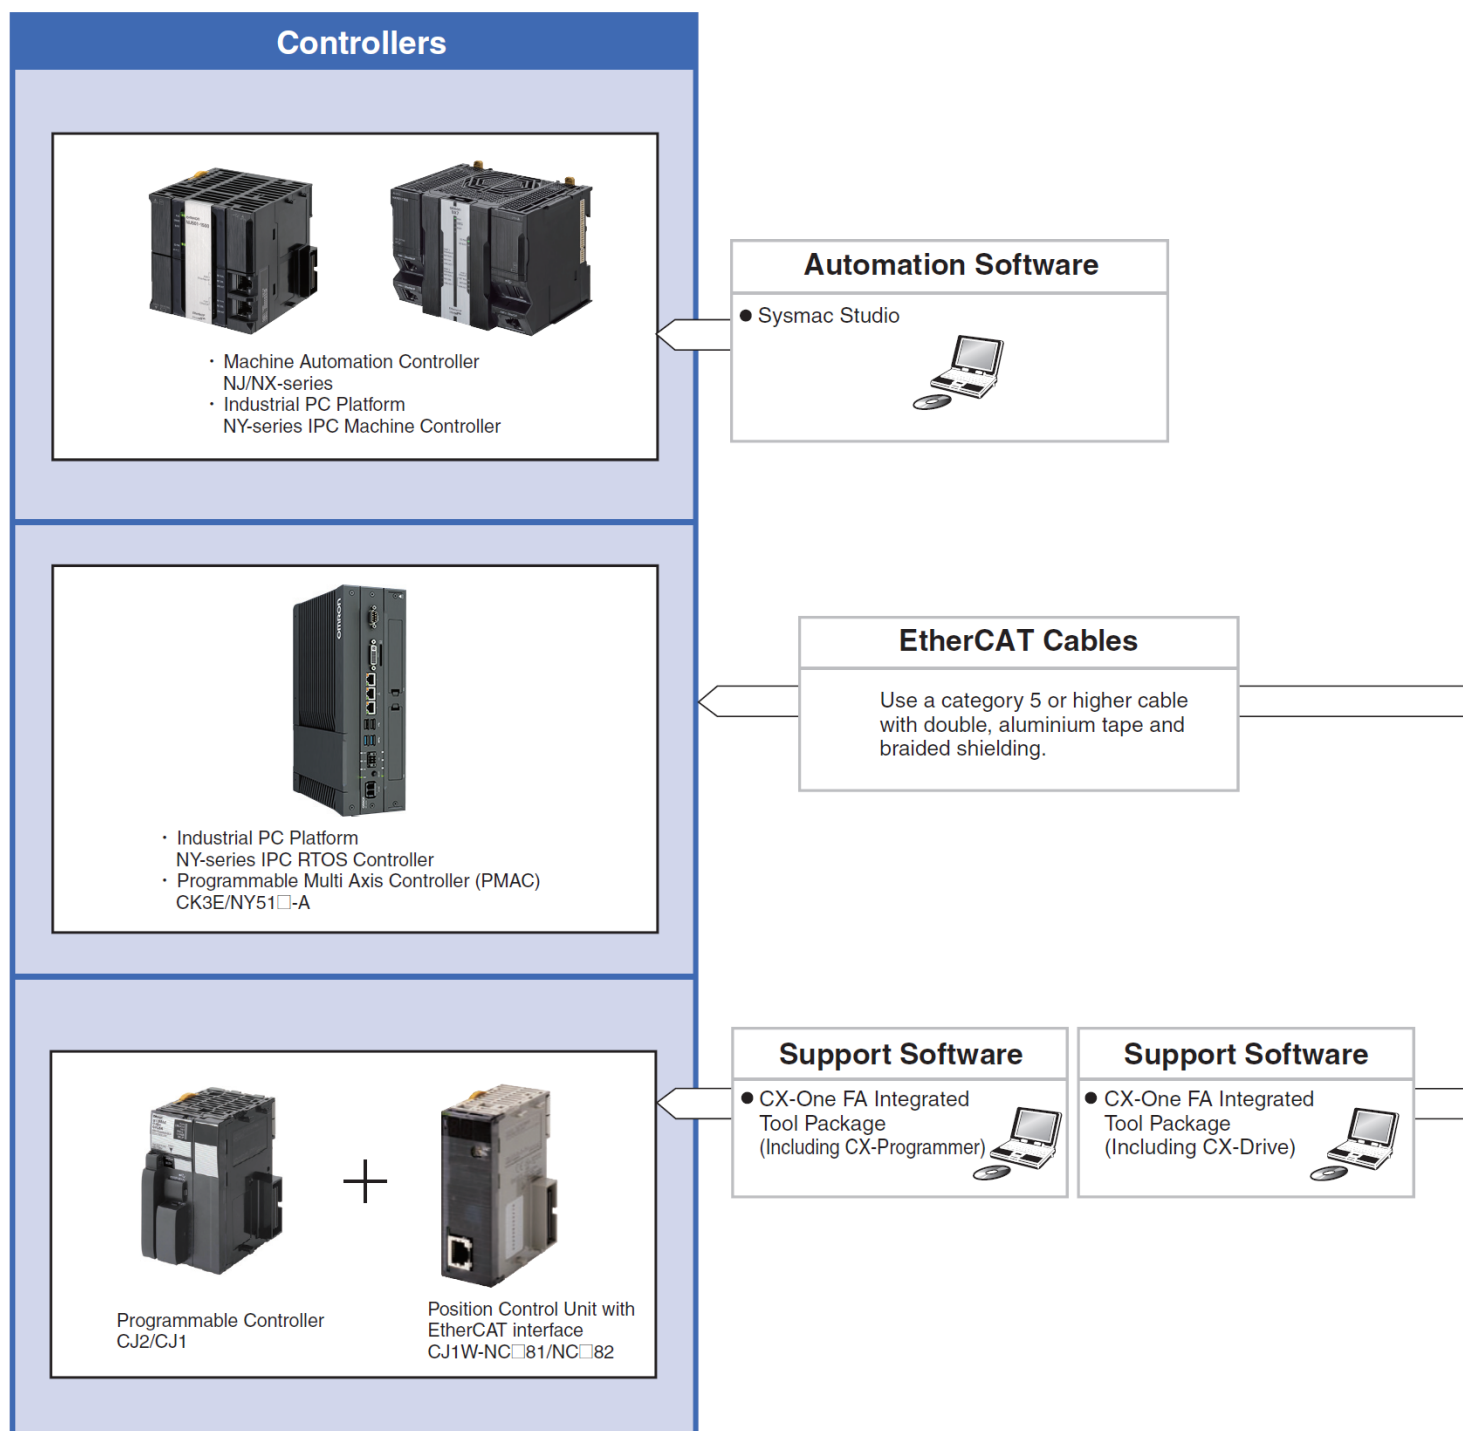 Controllers
・ Machine Automation Controller
NJ/NX-series
・ Industrial PC Platform
NY-series IPC Machine Controller
Automation Software
● Sysmac Studio
OMRON
・ Industrial PC Platform
NY-series IPC RTOS Controller
・ Programmable Multi Axis Controller (PMAC)
CK3E/NY51□-A
EtherCAT Cables
Use a category 5 or higher cable
with double, aluminium tape and
braided shielding.
Programmable Controller
CJ2/CJ1
+
Position Control Unit with
EtherCAT interface
CJ1W-NC□81/NC□82
Support Software
● CX-One FA Integrated
Tool Package
(Including CX-Programmer)
Support Software
● CX-One FA Integrated
Tool Package
(Including CX-Drive)